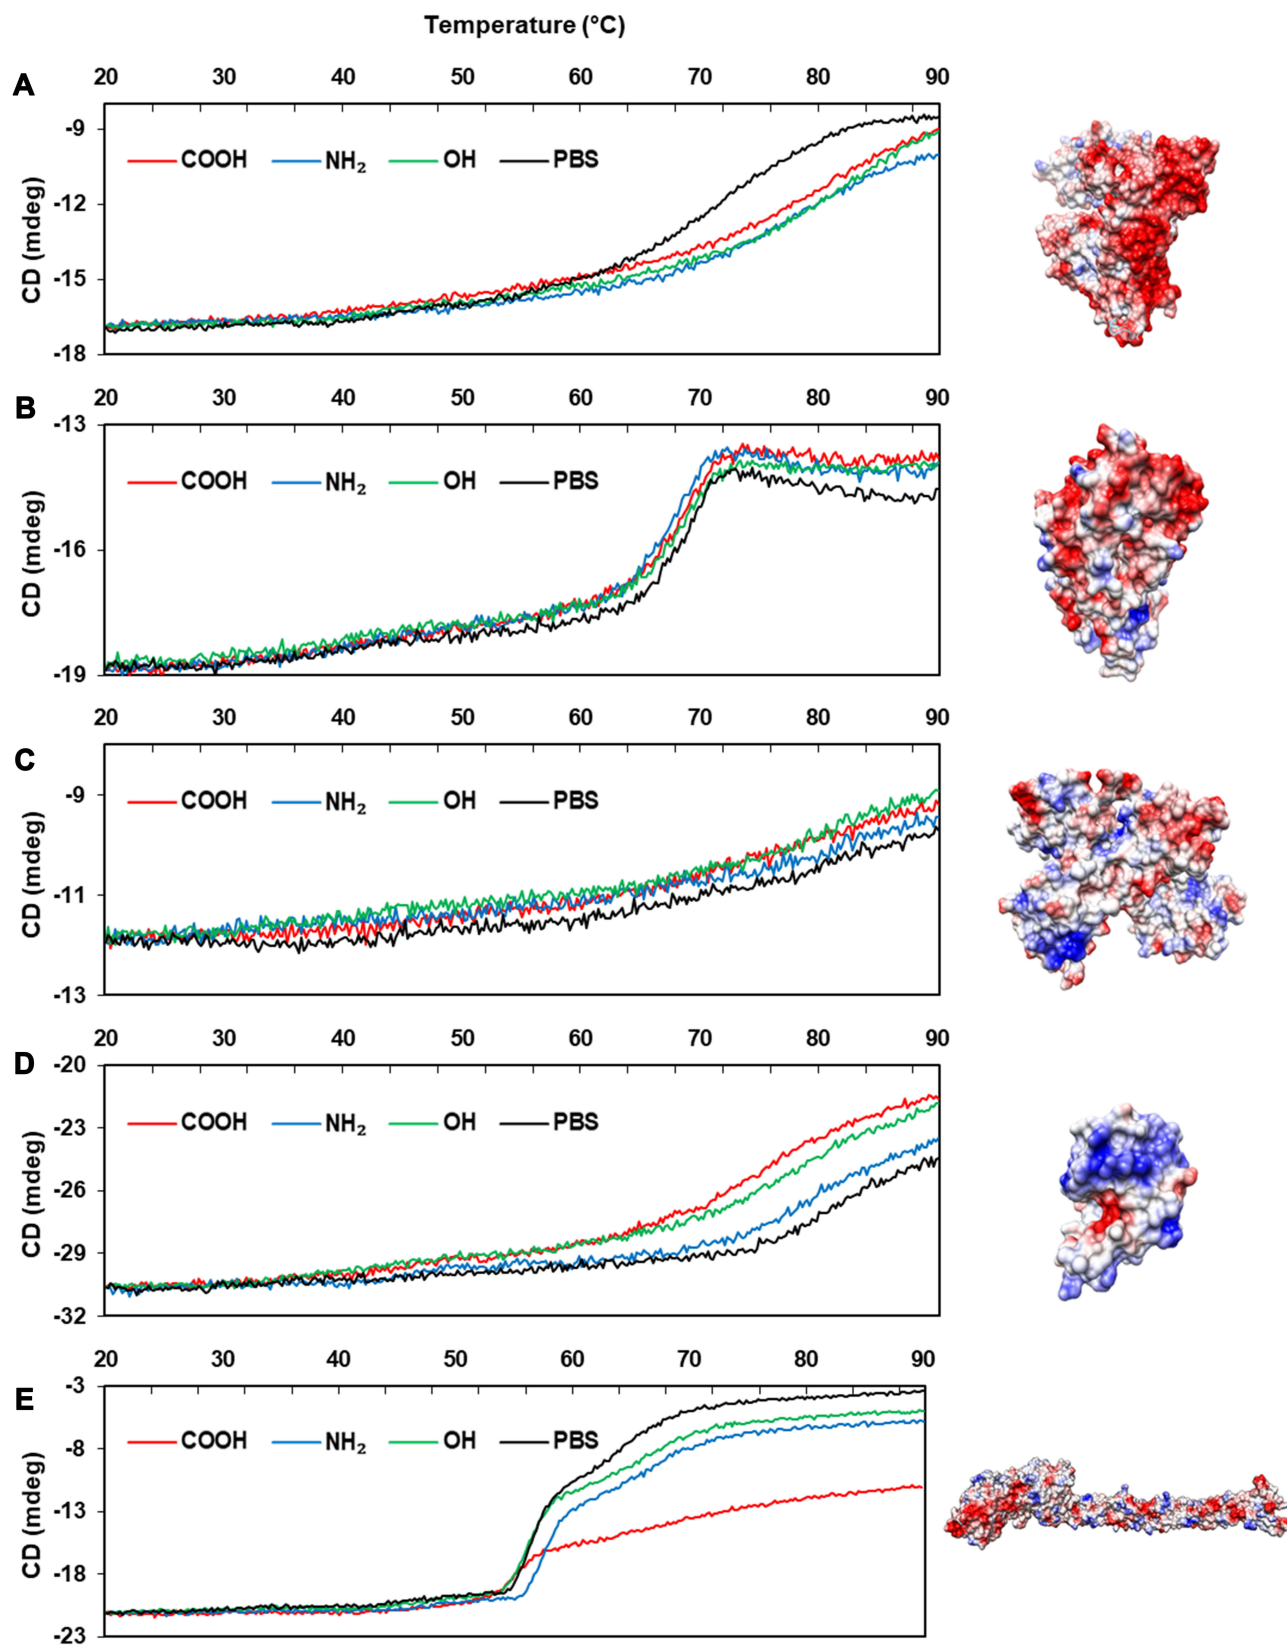 Temperature (°C)
A
20 30 40 50 60 70 80 90
-9
COOH NH₂ OH PBS
-12
CD (mdeg)
-15
-18
B
20 30 40 50 60 70 80 90
-13
COOH NH₂ OH PBS
CD (mdeg)
-16
-19
20 30 40 50 60 70 80 90
C
-9
COOH NH₂ OH PBS
CD (mdeg)
-11
-13
20 30 40 50 60 70 80 90
D
-20
-23
COOH NH₂ OH PBS
CD (mdeg)
-26
-29
-32
20 30 40 50 60 70 80 90
-3
E
-8
COOH NH₂ OH PBS
CD (mdeg)
-13
-18
-23